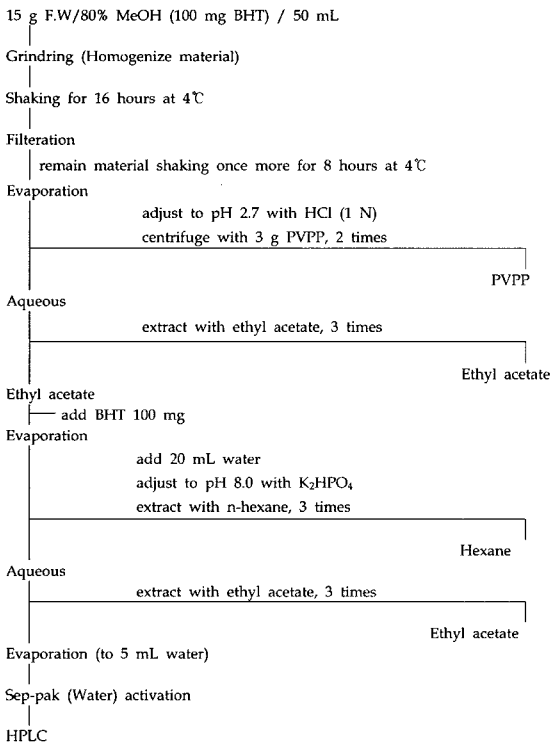 15 g F.W/80% MeOH (100 mg BHT) / 50 mL
Grindring (Homogenize material)
Shaking for 16 hours at 4℃
Filteration
remain material shaking once more for 8 hours at 4℃
Evaporation
adjust to pH 2.7 with HCl (1 N)
centrifuge with 3 g PVPP, 2 times
PVPP
Aqueous
extract with ethyl acetate, 3 times
Ethyl acetate
Ethyl acetate
add BHT 100 mg
Evaporation
add 20 mL water
adjust to pH 8.0 with K₂HPO₄
extract with n-hexane, 3 times
Hexane
Aqueous
extract with ethyl acetate, 3 times
Ethyl acetate
Evaporation (to 5 mL water)
Sep-pak (Water) activation
HPLC